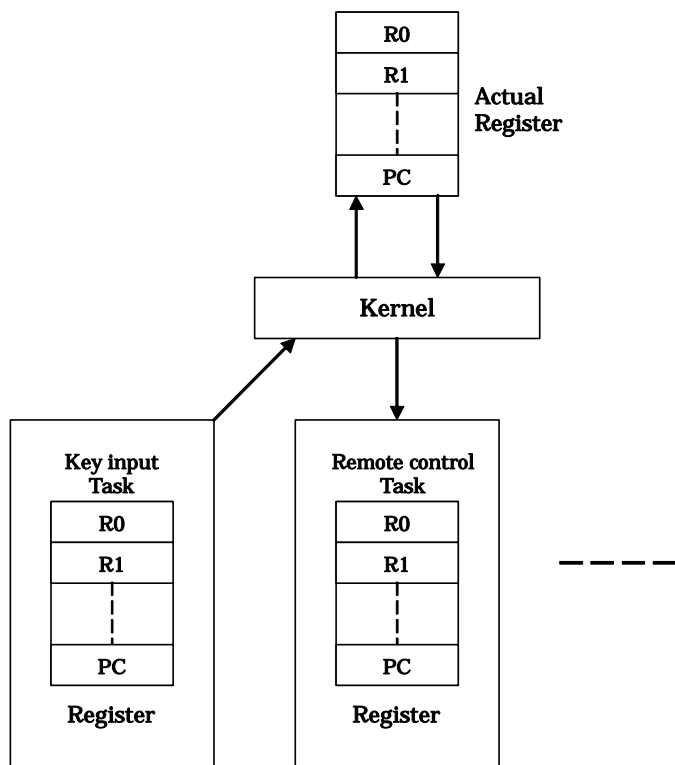 R0
R1
PC
Actual
Register
Kernel
Key input
Task
R0
R1
PC
Register
Remote control
Task
R0
R1
PC
Register